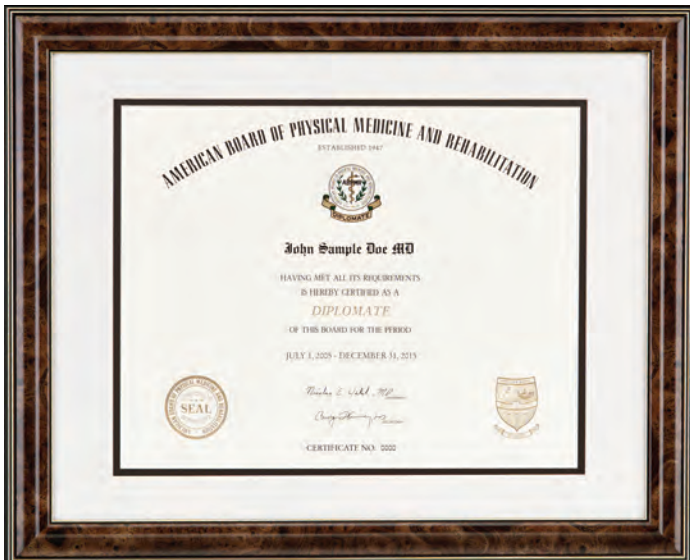 AMERICAN BOARD OF PHYSICAL MEDICINE AND REHABILITATION
ESTABLISHED 1947
DIPLOMATE
John Sample Doe MD
HAVING MET ALL ITS REQUIREMENTS
IS HEREBY CERTIFIED AS A
DIPLOMATE
OF THIS BOARD FOR THE PERIOD
JULY 1, 2005 - DECEMBER 31, 2015
SEAL
CERTIFICATE NO. 0000